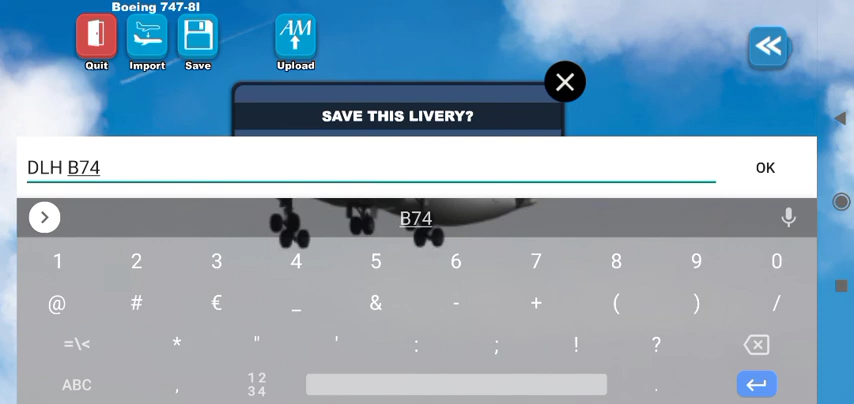 Boeing 747-8I
AM
Quit Import Save Upload
SAVE THIS LIVERY?
DLH B74
OK
B74
1 2 3 4 5 6 7 8 9 0
@ # € _ & - + ( ) /
=\< * " ' : ; ! ?
ABC , 12 34 .